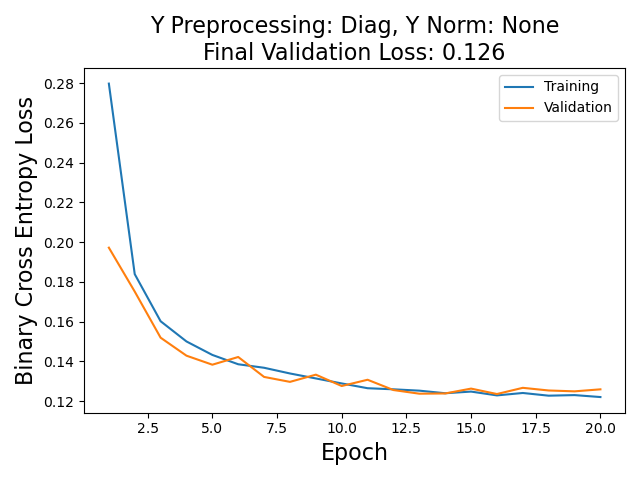 Y Preprocessing: Diag, Y Norm: None
Final Validation Loss: 0.126
Training
Validation
Binary Cross Entropy Loss
0.28
0.26
0.24
0.22
0.20
0.18
0.16
0.14
0.12
2.5 5.0 7.5 10.0 12.5 15.0 17.5 20.0
Epoch